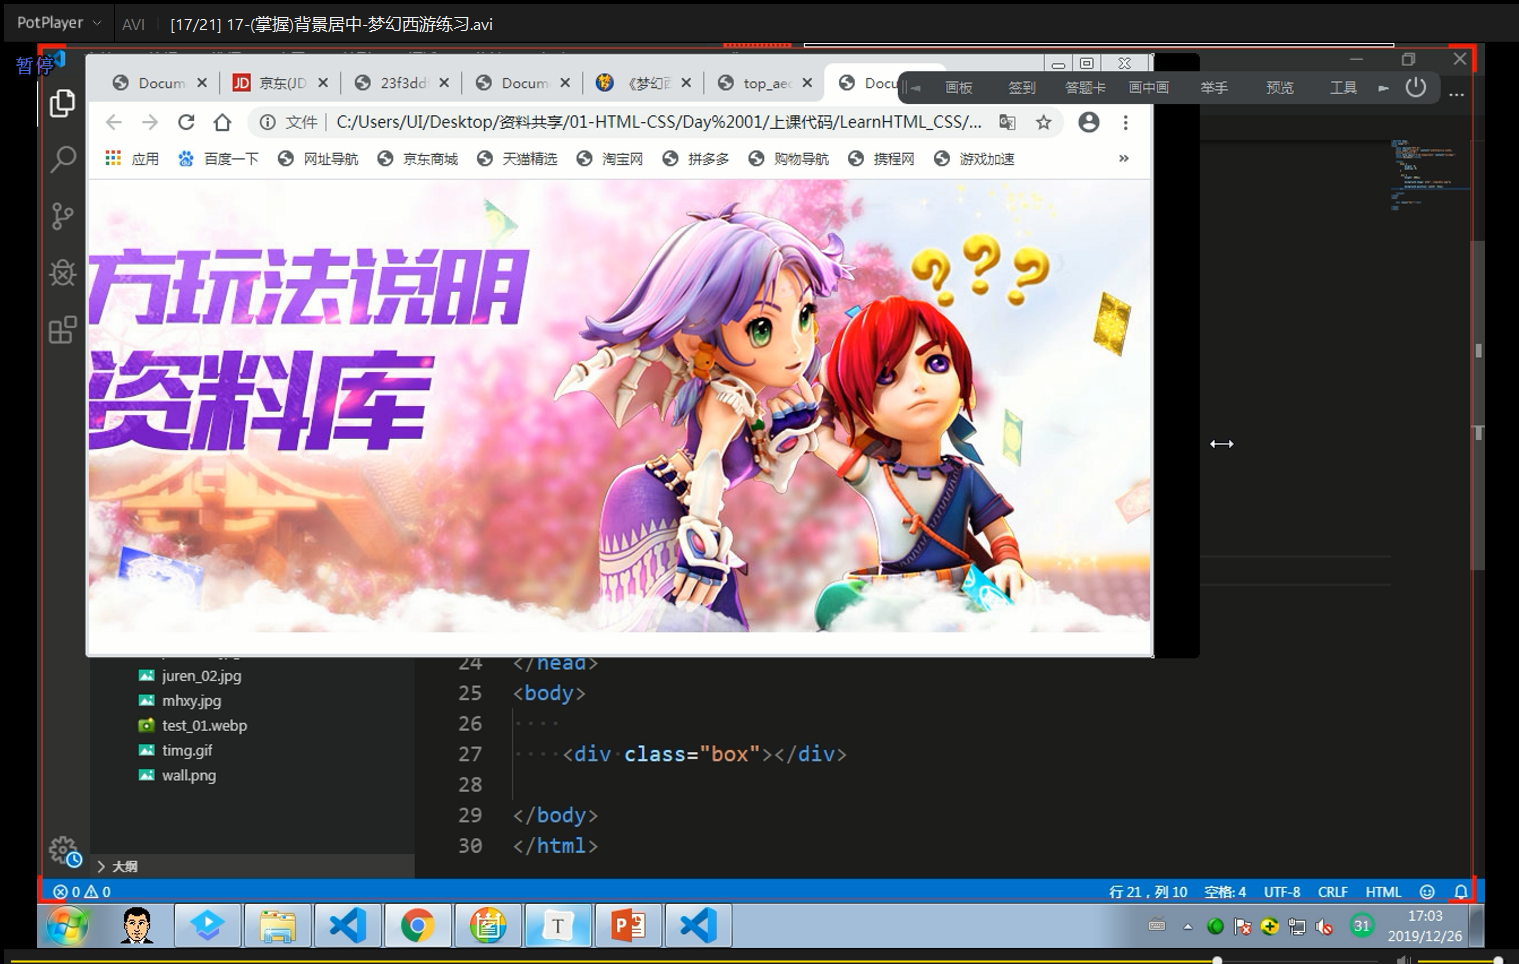 PotPlayer
AVI
[17/21] 17-(掌握)背景居中-梦幻西游练习.avi
暂停
Docum
京东(JD
23f3dd
Docum
《梦幻西
top_aec
Docu
画板
签到
答题卡
画中画
举手
预览
工具
文件
C:/Users/UI/Desktop/资料共享/01-HTML-CSS/Day%2001/上课代码/LearnHTML_CSS/...
应用
百度一下
网址导航
京东商城
天猫精选
淘宝网
拼多多
购物导航
携程网
游戏加速
»
方玩法说明
资料库
???
juren_02.jpg
mhxy.jpg
test_01.webp
timg.gif
wall.png
大纲
24 </head>
25 <body>
26
27 <div class="box"></div>
28
29 </body>
30 </html>
0 0
行 21，列 10
空格: 4
UTF-8
CRLF
HTML
T
P
31
17:03
2019/12/26